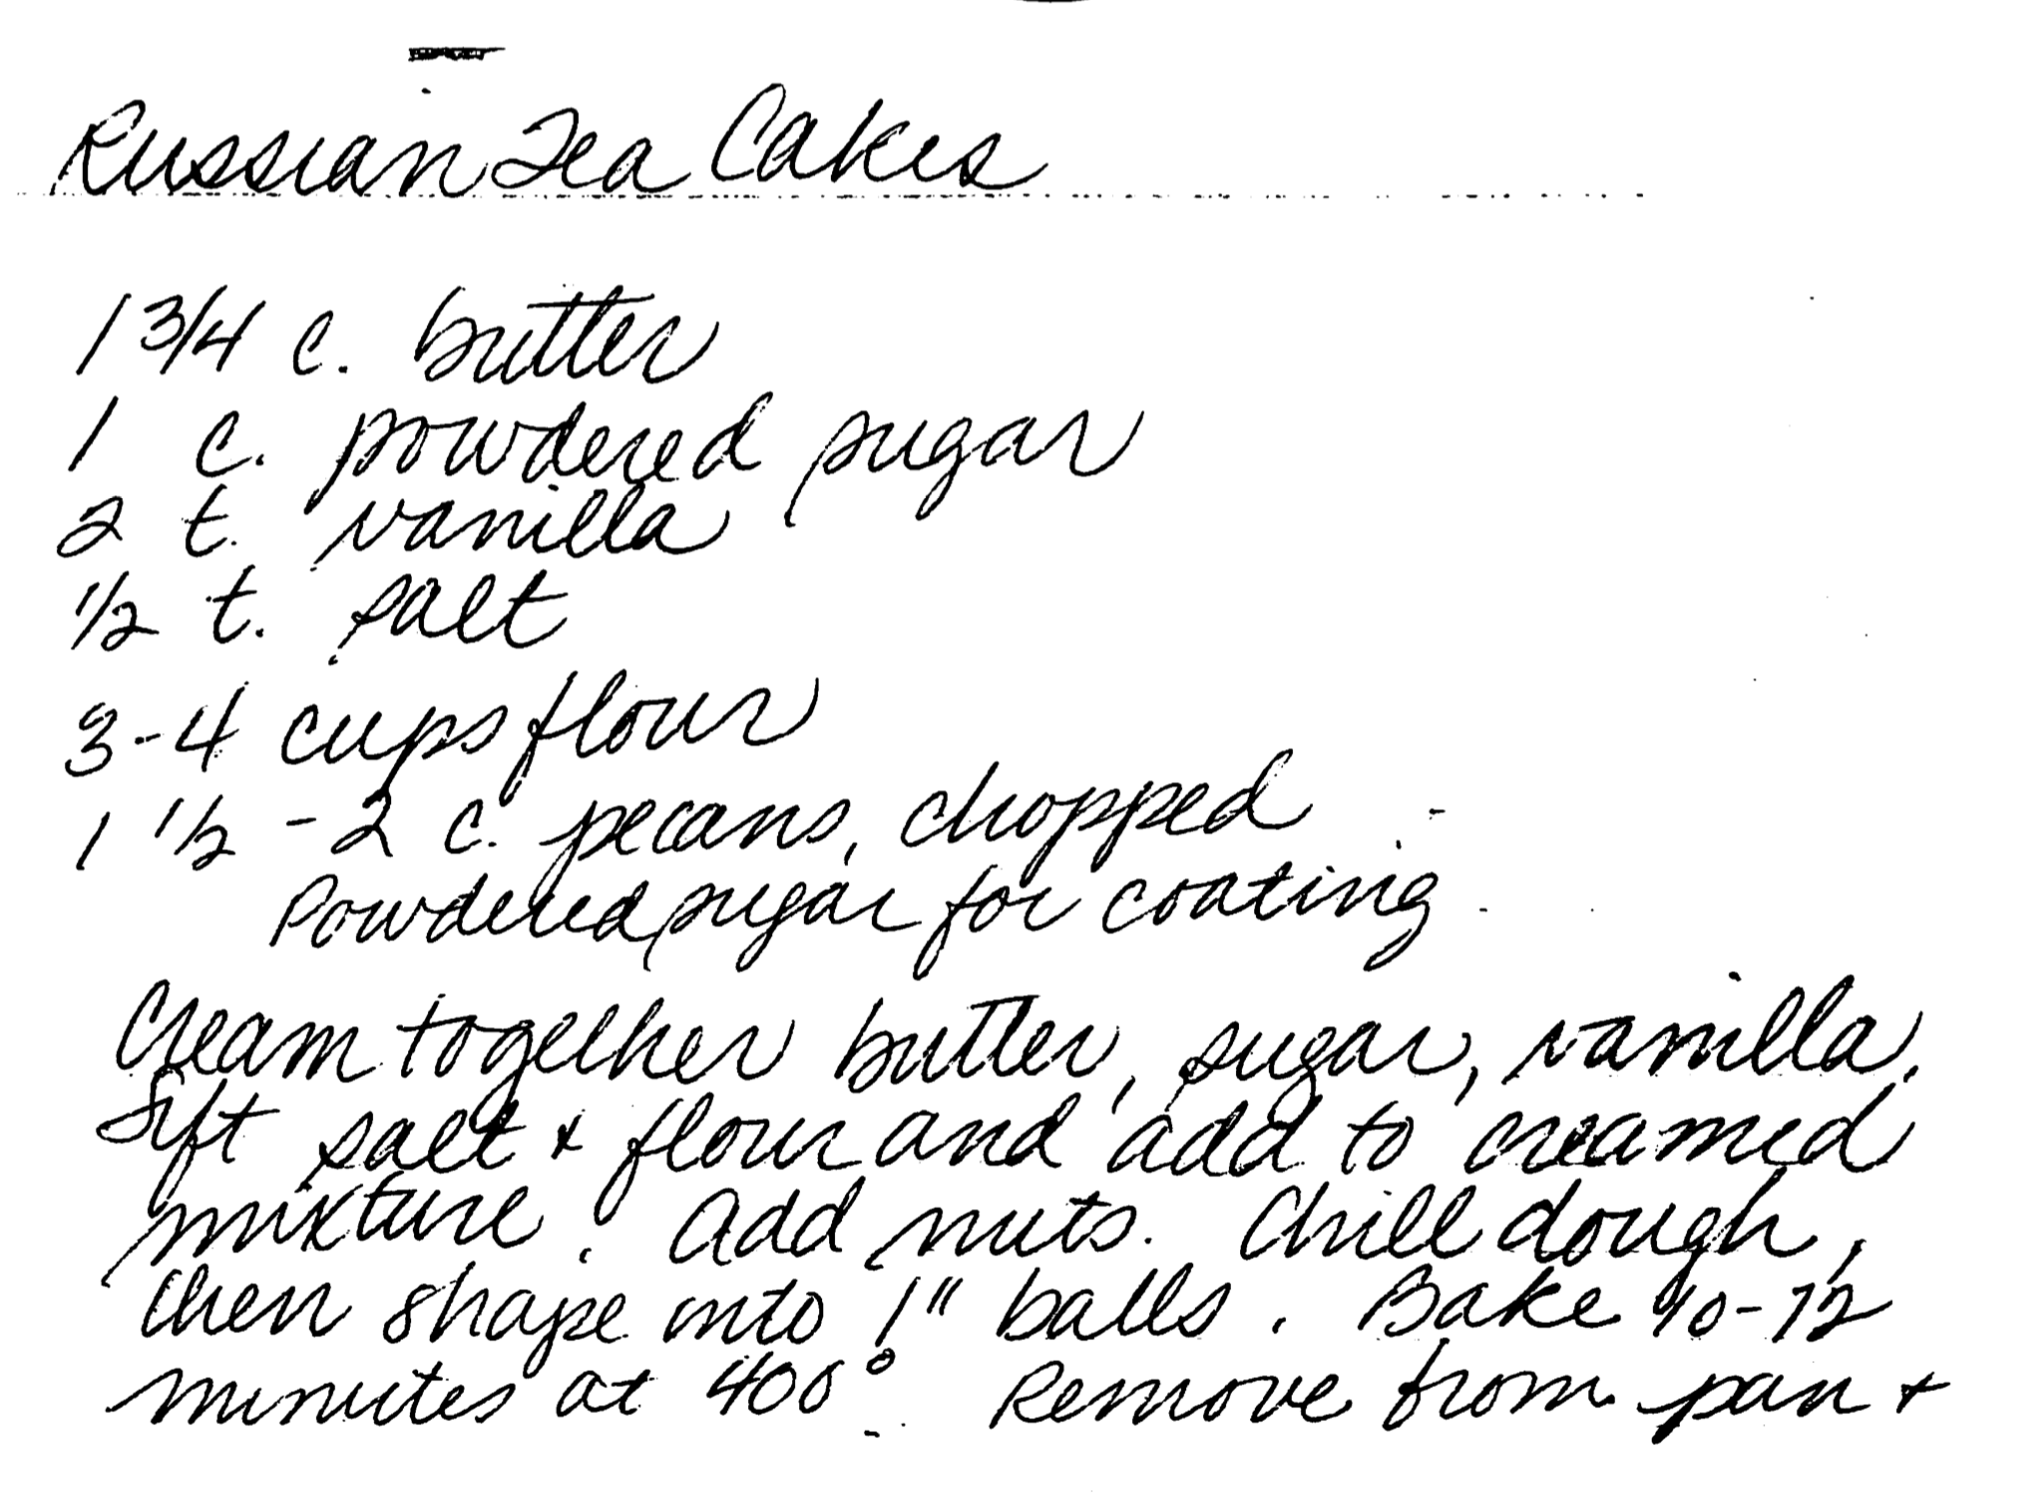 Russian Tea Cakes
1 3/4 c. butter
1 c. powdered sugar
2 t. vanilla
1/2 t. salt
3-4 cups flour
1 1/2 - 2 c. pecans, chopped
Powdered sugar for coating
Cream together butter, sugar, vanilla.
Sift salt + flour and add to creamed
mixture. Add nuts. Chill dough,
then shape into 1" balls. Bake 10-12
minutes at 400°. Remove from pan +